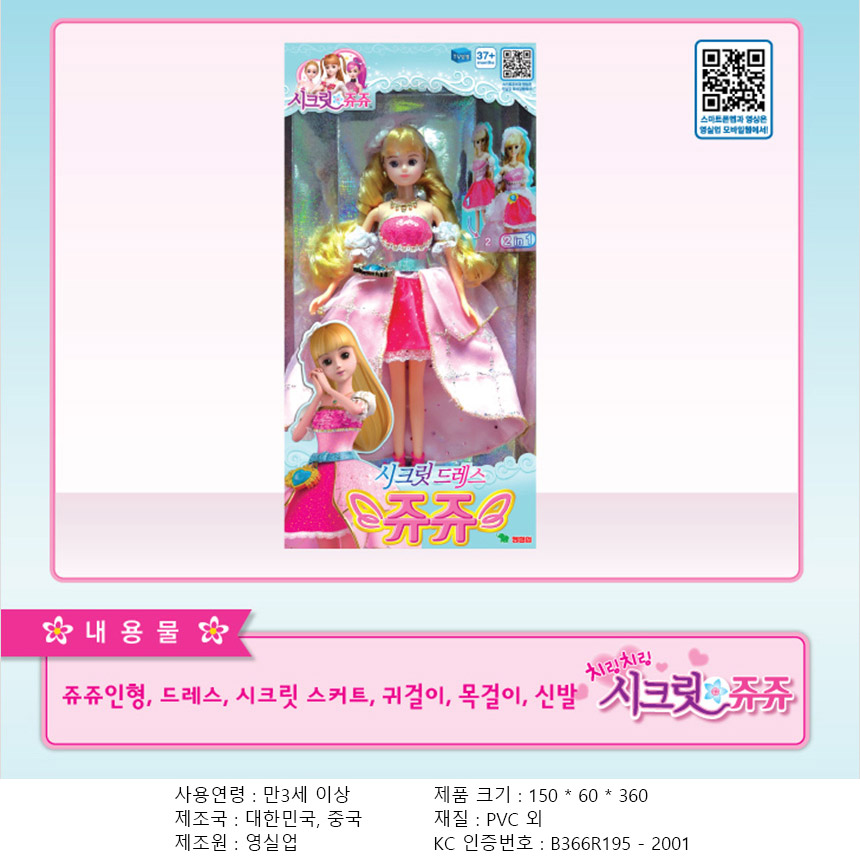 37+
months
시크릿 쥬쥬
2
2 in 1
시크릿 드레스
쥬쥬
영실업
스마트폰앱과 영상은
영실업 모바일웹에서!
내용물
쥬쥬인형, 드레스, 시크릿 스커트, 귀걸이, 목걸이, 신발
치링치링
시크릿 쥬쥬
사용연령 : 만3세 이상
제품 크기 : 150 * 60 * 360
제조국 : 대한민국, 중국
재질 : PVC 외
제조원 : 영실업
KC 인증번호 : B366R195 - 2001